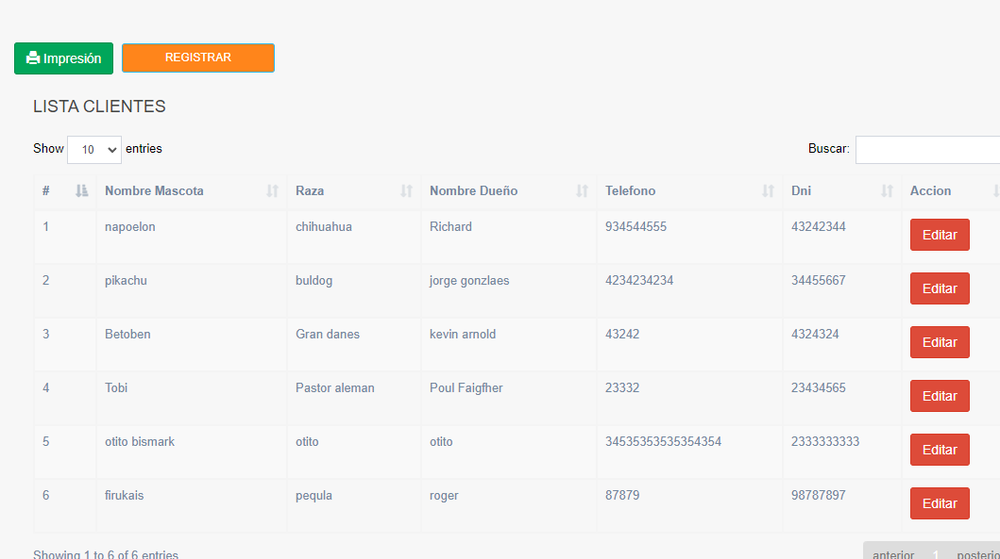 Impresión REGISTRAR
LISTA CLIENTES
Show 10 entries Buscar:
# Nombre Mascota Raza Nombre Dueño Telefono Dni Accion
1 napoelon chihuahua Richard 934544555 43242344 Editar
2 pikachu buldog jorge gonzlaes 4234234234 34455667 Editar
3 Betoben Gran danes kevin arnold 43242 4324324 Editar
4 Tobi Pastor aleman Poul Faigfher 23332 23434565 Editar
5 otito bismark otito otito 34535353535354354 2333333333 Editar
6 firukais pequla roger 87879 98787897 Editar
Showing 1 to 6 of 6 entries anterior 1 posterio